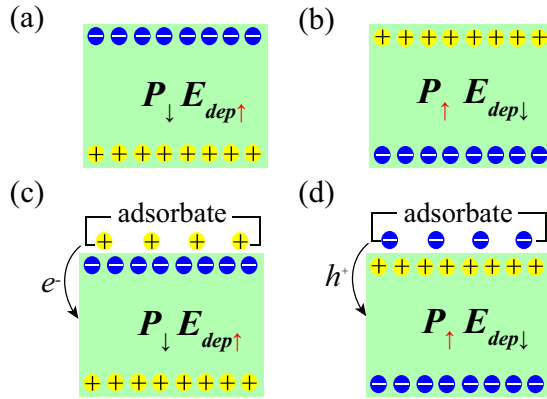 (a)
− − − − − − − −
P↓ Edep↑
+ + + + + + + +
(b)
+ + + + + + + +
P↑ Edep↓
− − − − − − − −
(c)
adsorbate
+ + + +
− − − − − − − −
e-
P↓ Edep↑
+ + + + + + + +
(d)
adsorbate
− − − −
+ + + + + + + +
h+
P↑ Edep↓
− − − − − − − −